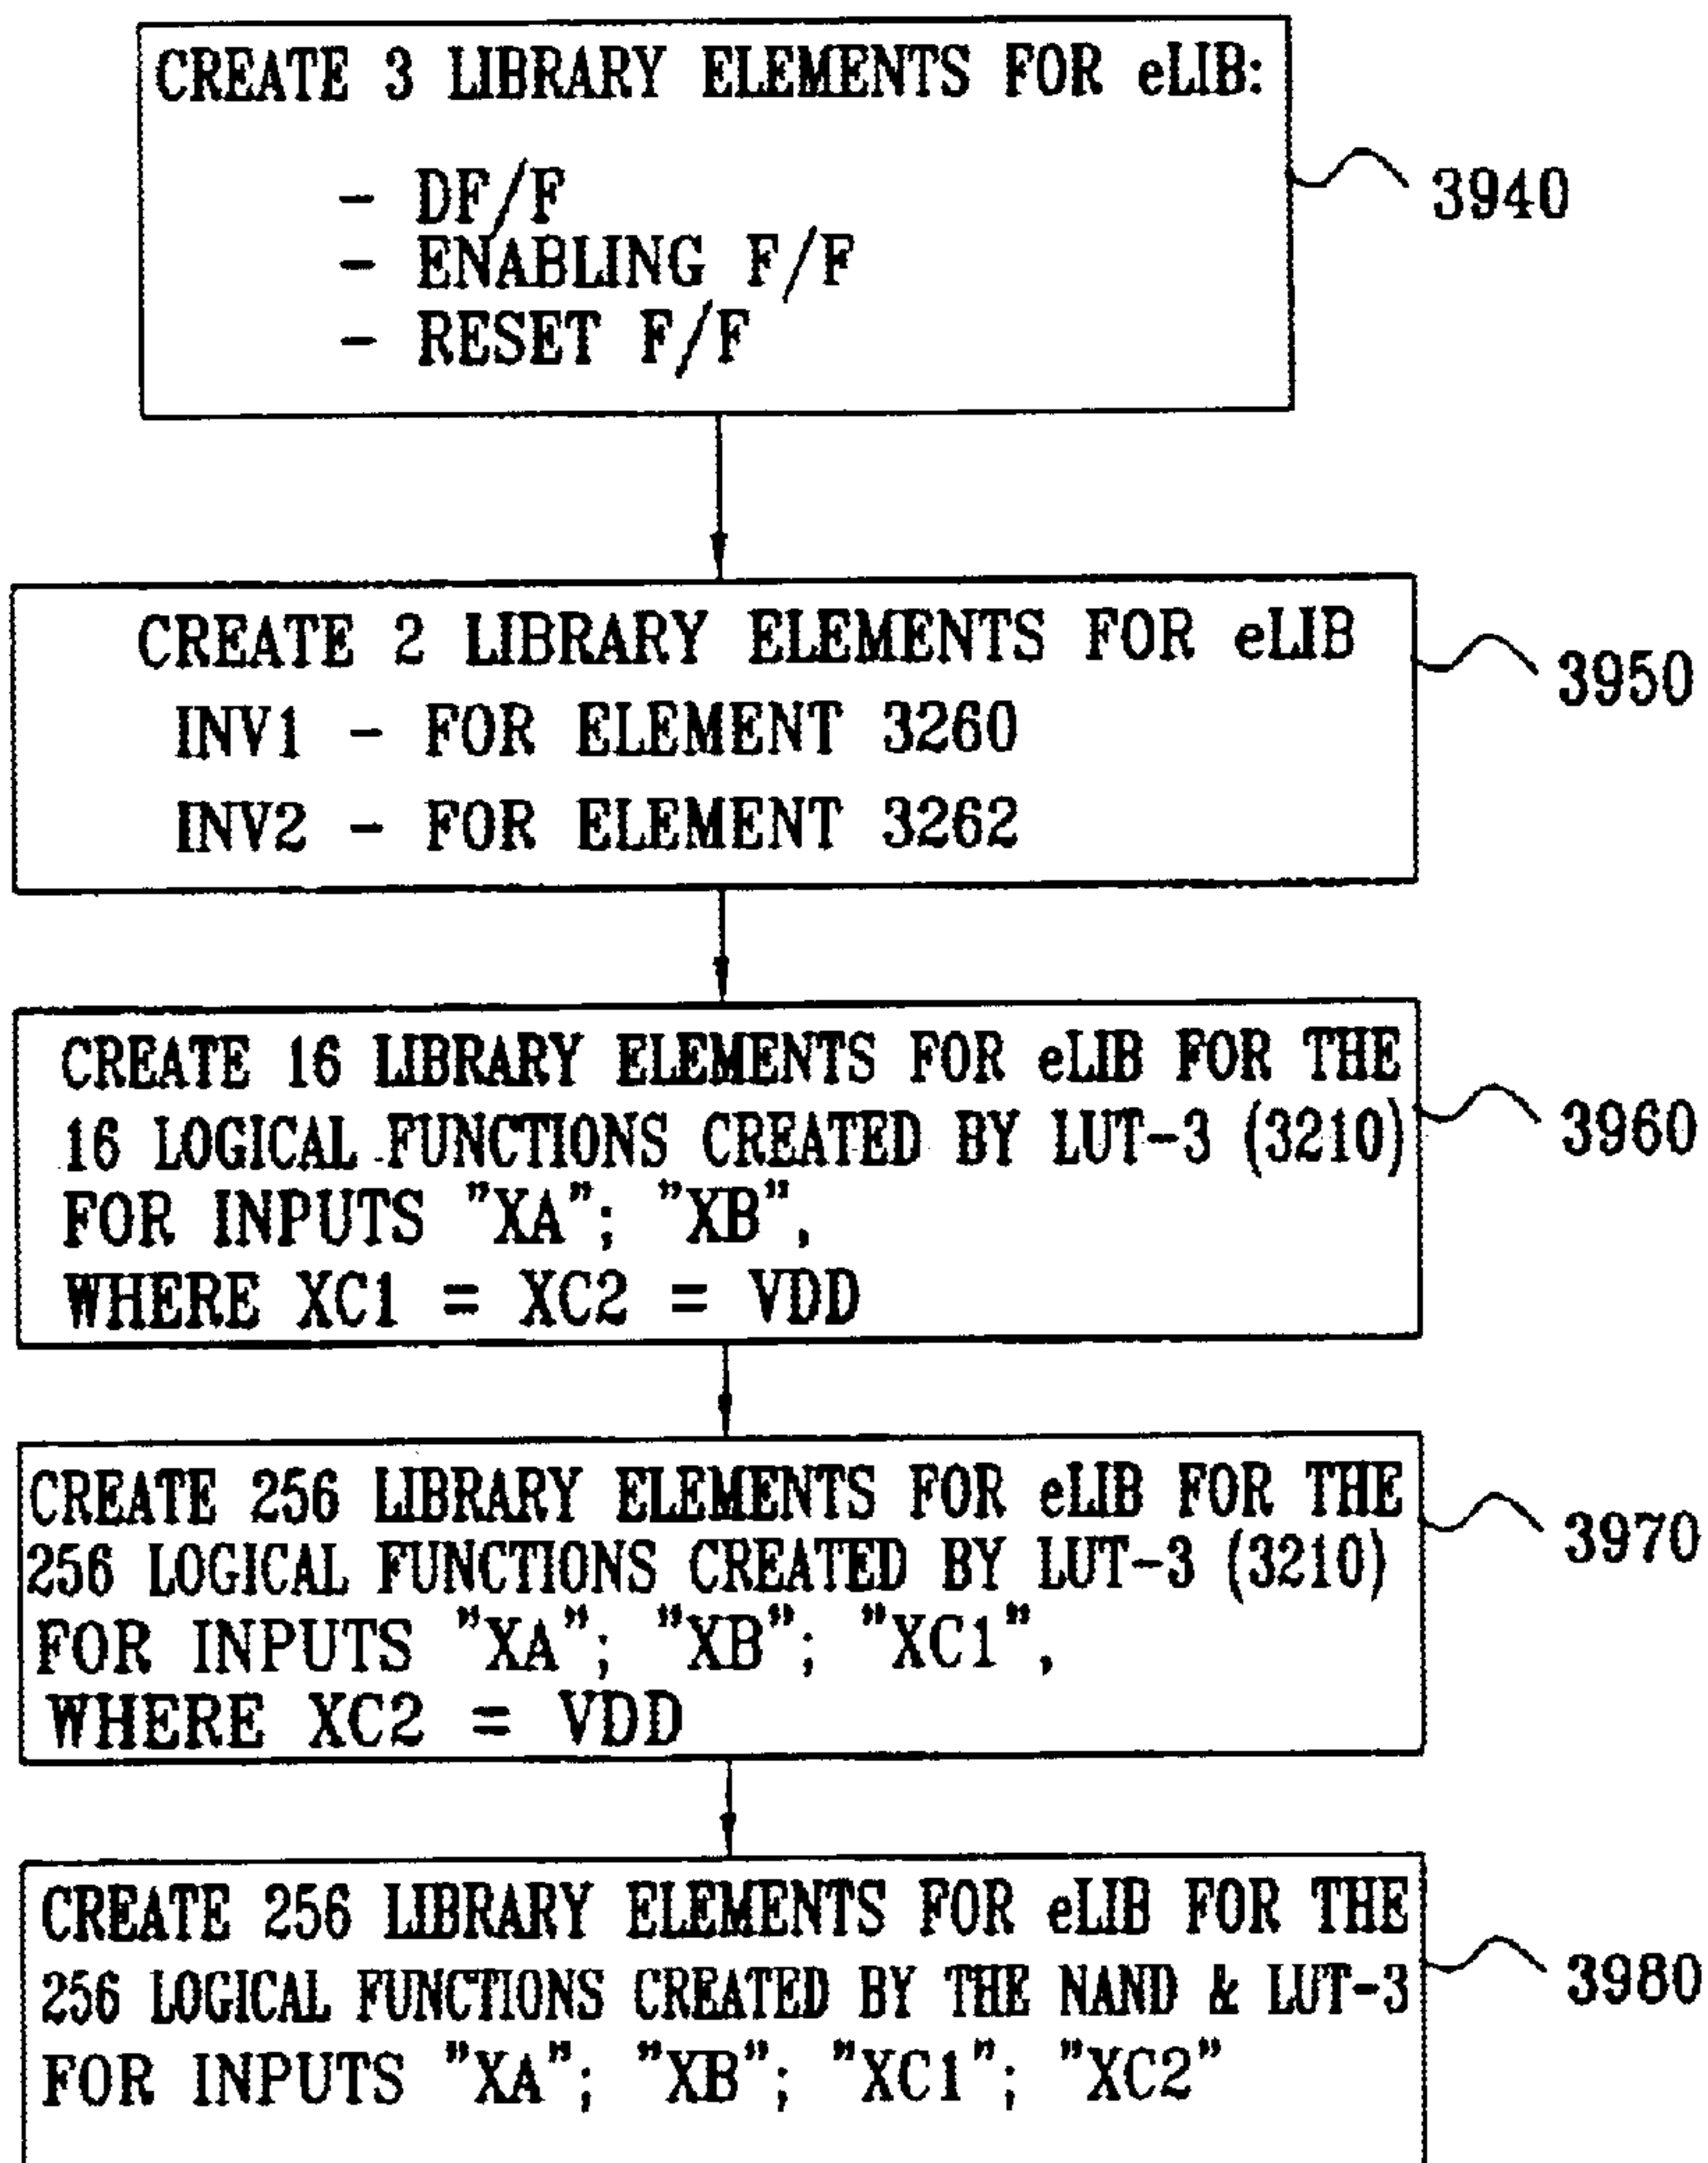 CREATE 3 LIBRARY ELEMENTS FOR eLIB:
- DF/F
- ENABLING F/F
- RESET F/F
3940
CREATE 2 LIBRARY ELEMENTS FOR eLIB
INV1 - FOR ELEMENT 3260
INV2 - FOR ELEMENT 3262
3950
CREATE 16 LIBRARY ELEMENTS FOR eLIB FOR THE
16 LOGICAL FUNCTIONS CREATED BY LUT-3 (3210)
FOR INPUTS "XA"; "XB",
WHERE XC1 = XC2 = VDD
3960
CREATE 256 LIBRARY ELEMENTS FOR eLIB FOR THE
256 LOGICAL FUNCTIONS CREATED BY LUT-3 (3210)
FOR INPUTS "XA"; "XB"; "XC1",
WHERE XC2 = VDD
3970
CREATE 256 LIBRARY ELEMENTS FOR eLIB FOR THE
256 LOGICAL FUNCTIONS CREATED BY THE NAND & LUT-3
FOR INPUTS "XA"; "XB"; "XC1"; "XC2"
3980